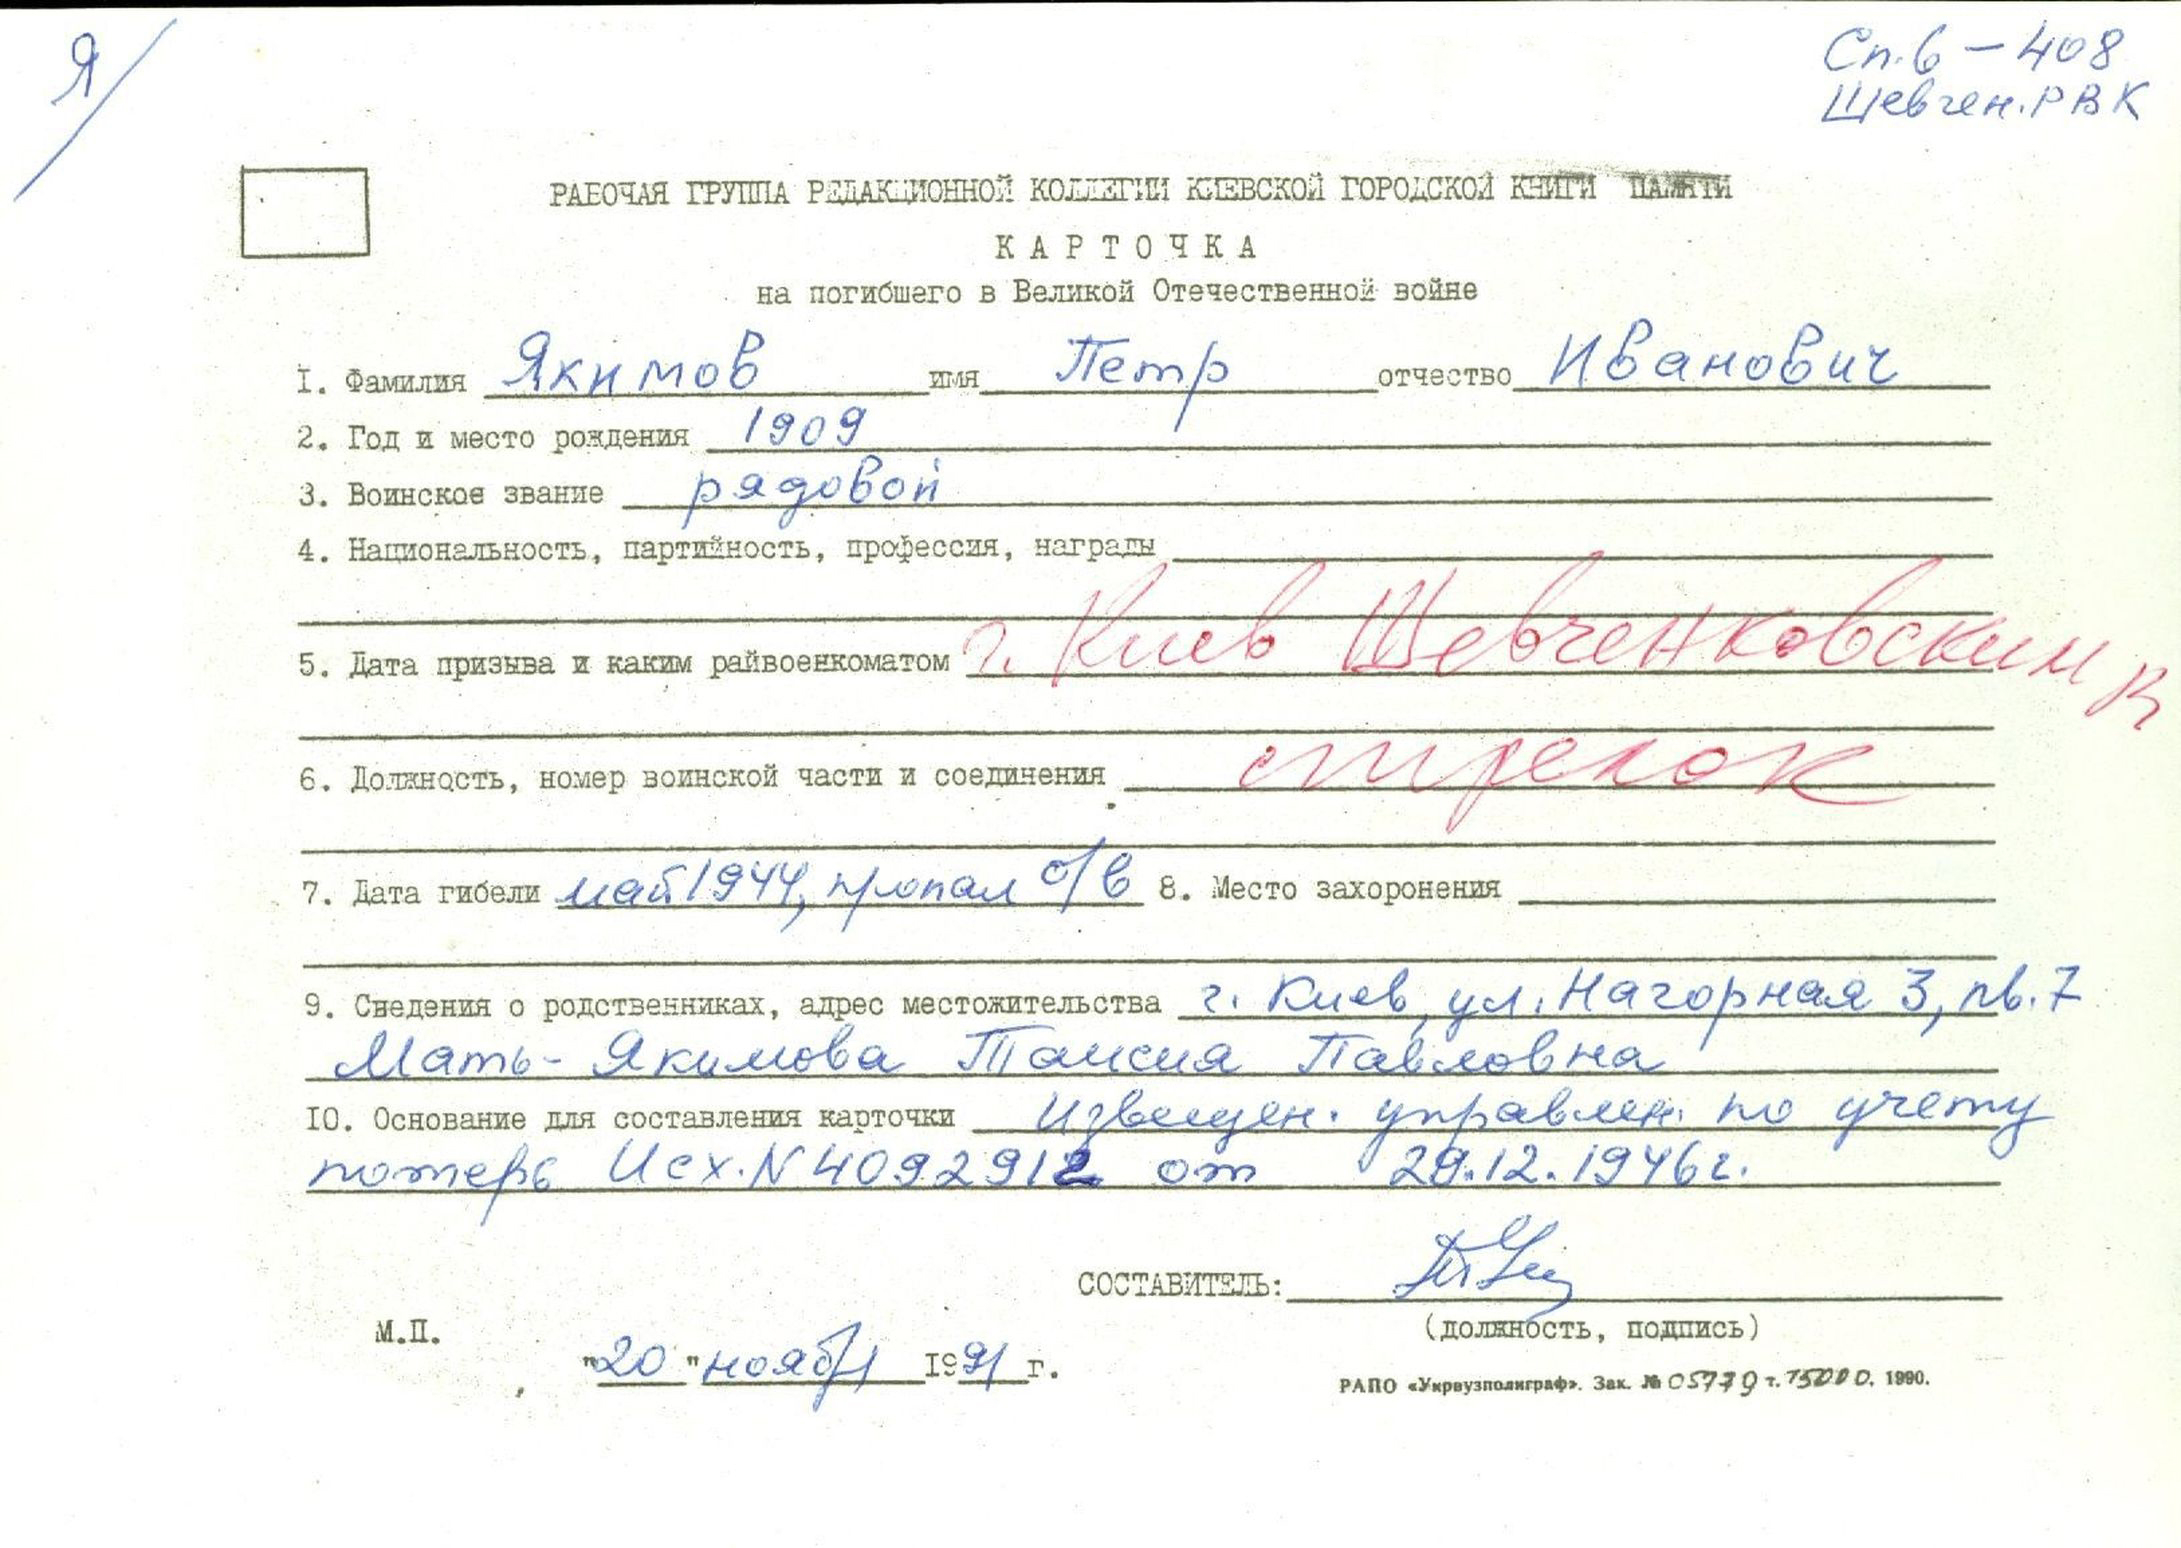 Я/
Сп.6 - 408
Шевчен. РВК
РАБОЧАЯ ГРУППА РЕДАКЦИОННОЙ КОЛЛЕГИИ КИЕВСКОЙ ГОРОДСКОЙ КНИГИ ПАМЯТИ
КАРТОЧКА
на погибшего в Великой Отечественной войне
1. Фамилия Якимов имя Петр отчество Иванович
2. Год и место рождения 1909
3. Воинское звание рядовой
4. Национальность, партийность, профессия, награды
5. Дата призыва и каким райвоенкоматом г. Киев Шевченковским
6. Должность, номер воинской части и соединения стрелок
7. Дата гибели май 1944, пропал б/в 8. Место захоронения
9. Сведения о родственниках, адрес местожительства г. Киев, ул. Нагорная 3, кв. 7
Мать - Якимова Таисия Павловна
10. Основание для составления карточки извещен. управлен. по учету
потерь Исх. N 4092912 от 29.12.1946 г.
СОСТАВИТЕЛЬ:
(должность, подпись)
М.П.
"20" ноября 1991 г.
РАПО «Укрвузполиграф». Зак. № 05779 т. 15000. 1990.